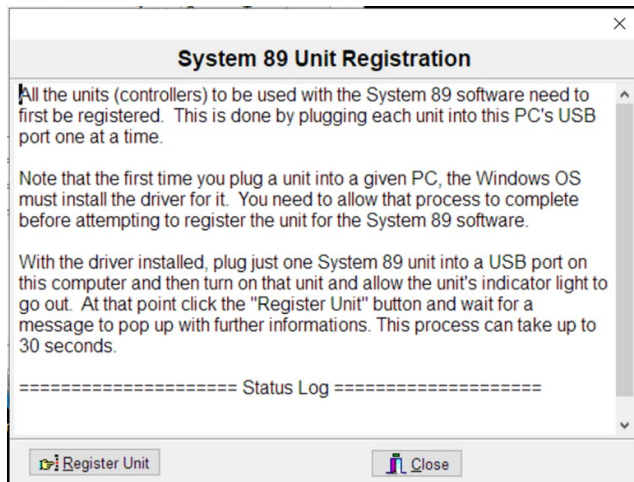 System 89 Unit Registration
All the units (controllers) to be used with the System 89 software need to
first be registered. This is done by plugging each unit into this PC's USB
port one at a time.
Note that the first time you plug a unit into a given PC, the Windows OS
must install the driver for it. You need to allow that process to complete
before attempting to register the unit for the System 89 software.
With the driver installed, plug just one System 89 unit into a USB port on
this computer and then turn on that unit and allow the unit's indicator light to
go out. At that point click the "Register Unit" button and wait for a
message to pop up with further informations. This process can take up to
30 seconds.
===================== Status Log ====================
Register Unit
Close